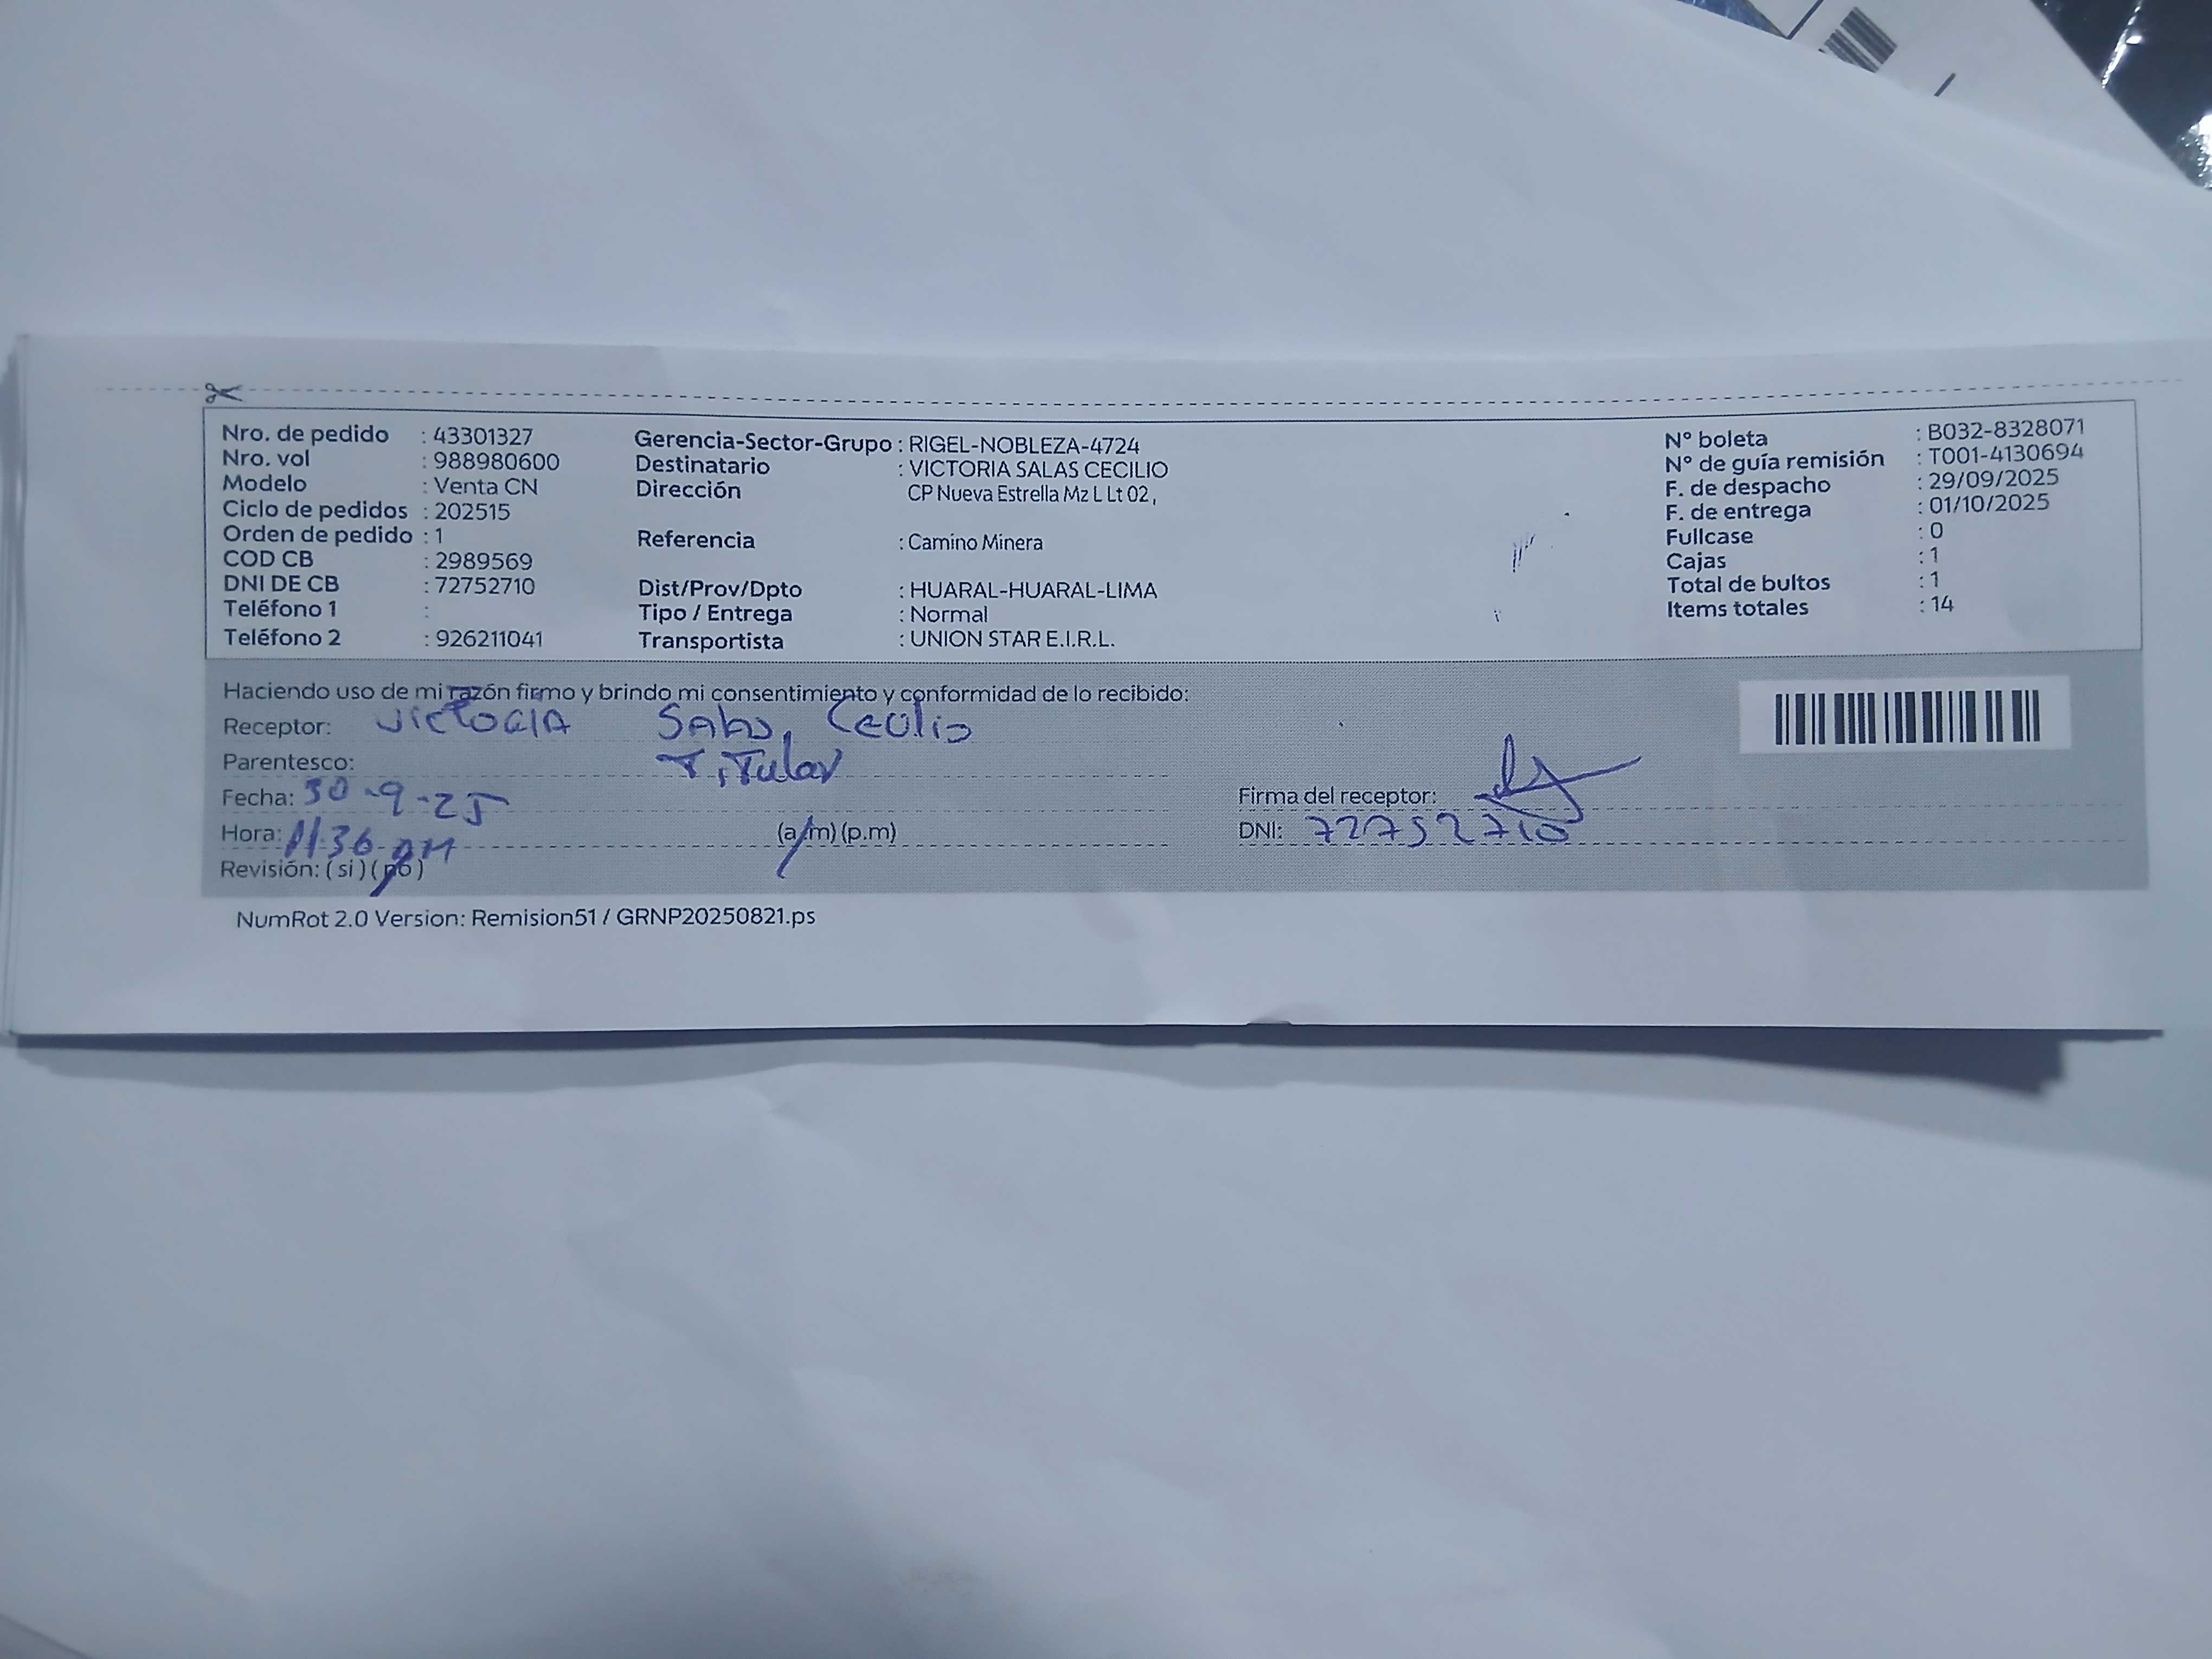 Nro. de pedido : 43301327
Nro. vol : 988980600
Modelo : Venta CN
Ciclo de pedidos : 202515
Orden de pedido : 1
COD CB : 2989569
DNI DE CB : 72752710
Teléfono 1 :
Teléfono 2 : 926211041
Gerencia-Sector-Grupo : RIGEL-NOBLEZA-4724
Destinatario : VICTORIA SALAS CECILIO
Dirección CP Nueva Estrella Mz L Lt 02,
Referencia : Camino Minera
Dist/Prov/Dpto : HUARAL-HUARAL-LIMA
Tipo / Entrega : Normal
Transportista : UNION STAR E.I.R.L.
N° boleta : B032-8328071
N° de guía remisión : T001-4130694
F. de despacho : 29/09/2025
F. de entrega : 01/10/2025
Fullcase : 0
Cajas : 1
Total de bultos : 1
Items totales : 14
Haciendo uso de mi razón firmo y brindo mi consentimiento y conformidad de lo recibido:
Receptor: Victoria Salas Cecilio
Parentesco: Titular
Fecha: 30-9-25
Hora: 11:36 am (a/m) (p.m)
Revisión: ( si ) ( no )
Firma del receptor:
DNI: 72752710
NumRot 2.0 Version: Remision51 / GRNP20250821.ps